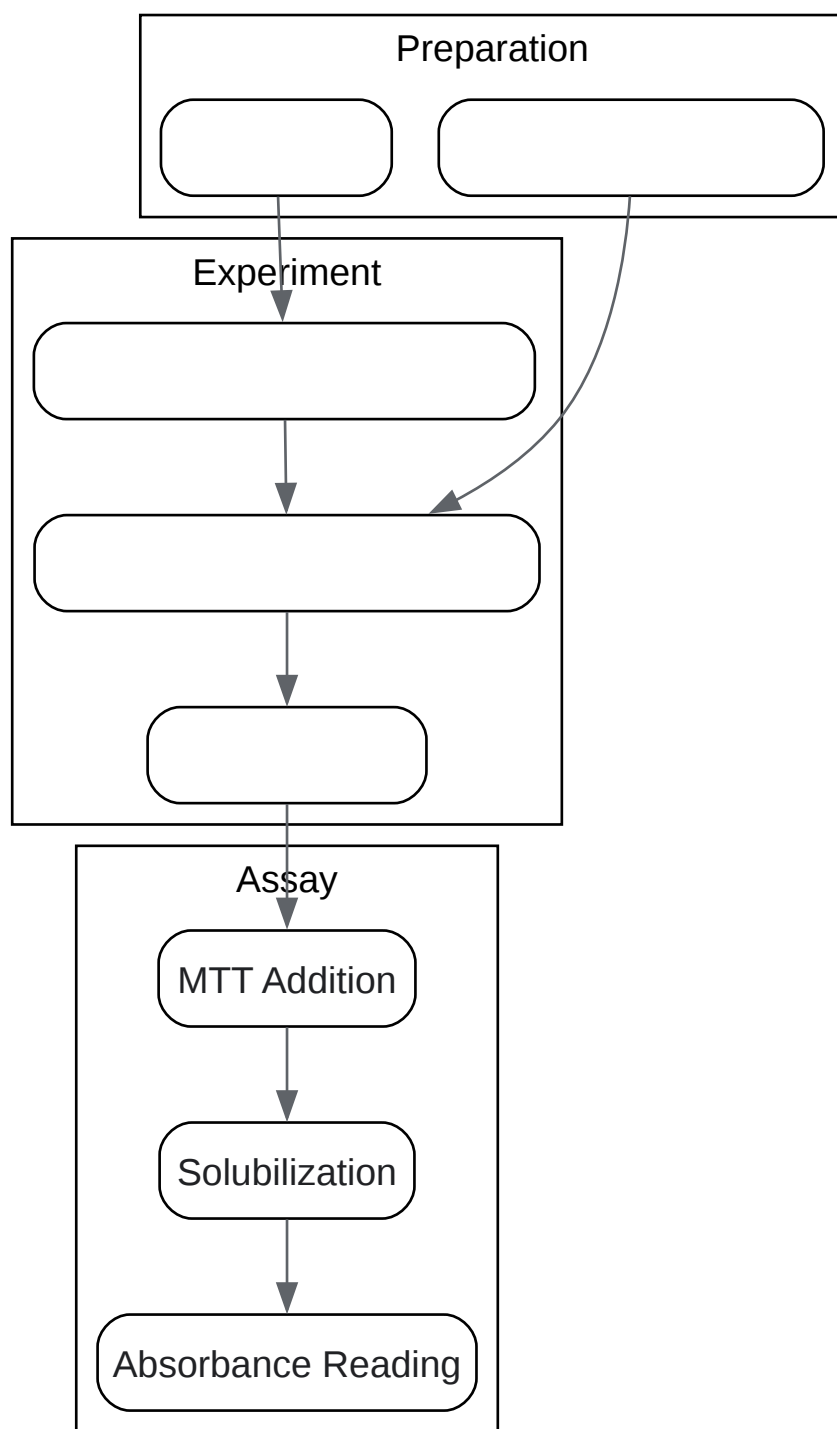 Preparation
Experiment
Assay
MTT Addition
Solubilization
Absorbance Reading